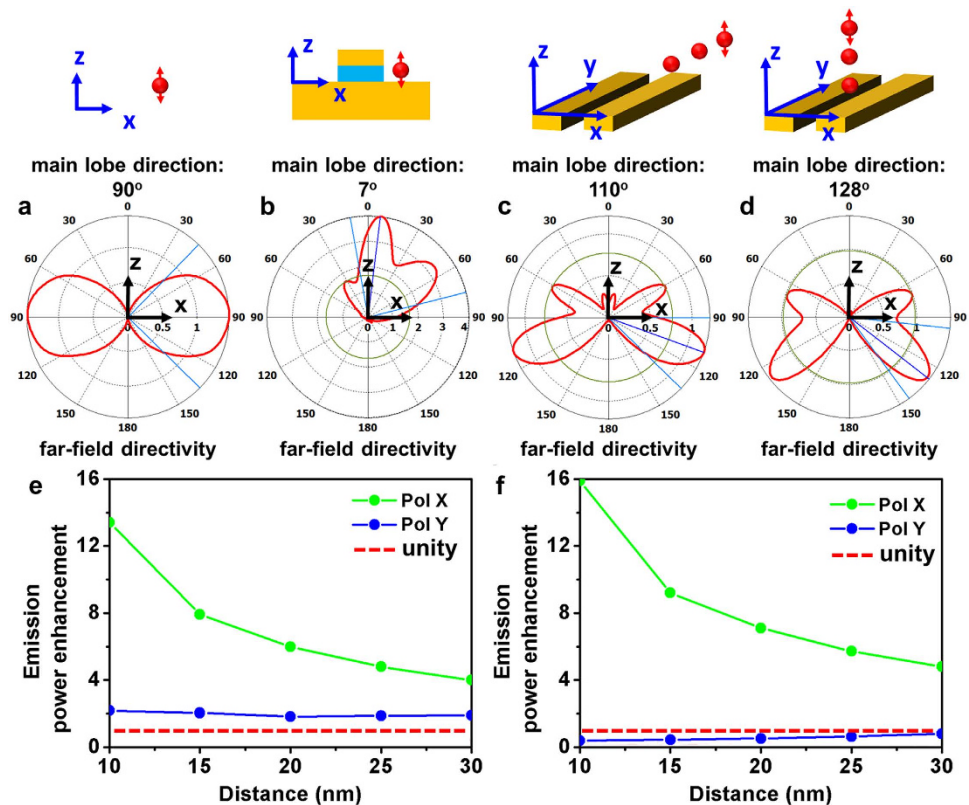 z
x
z
x
z
y
x
z
y
x
main lobe direction:
90°
main lobe direction:
7°
main lobe direction:
110°
main lobe direction:
128°
a
b
c
d
0
30 30
60 60
90 90
120 120
150 150
180
z
x
0 0.5 1
0
30 30
60 60
90 90
120 120
150 150
180
z
x
0 1 2 3 4
0
30 30
60 60
90 90
120 120
150 150
180
z
x
0 0.5 1
0
30 30
60 60
90 90
120 120
150 150
180
z
x
0 0.5 1
far-field directivity
far-field directivity
far-field directivity
far-field directivity
e
Emission
power enhancement
16
12
8
4
0
Pol X
Pol Y
unity
10 15 20 25 30
Distance (nm)
f
Emission
power enhancement
16
12
8
4
0
Pol X
Pol Y
unity
10 15 20 25 30
Distance (nm)